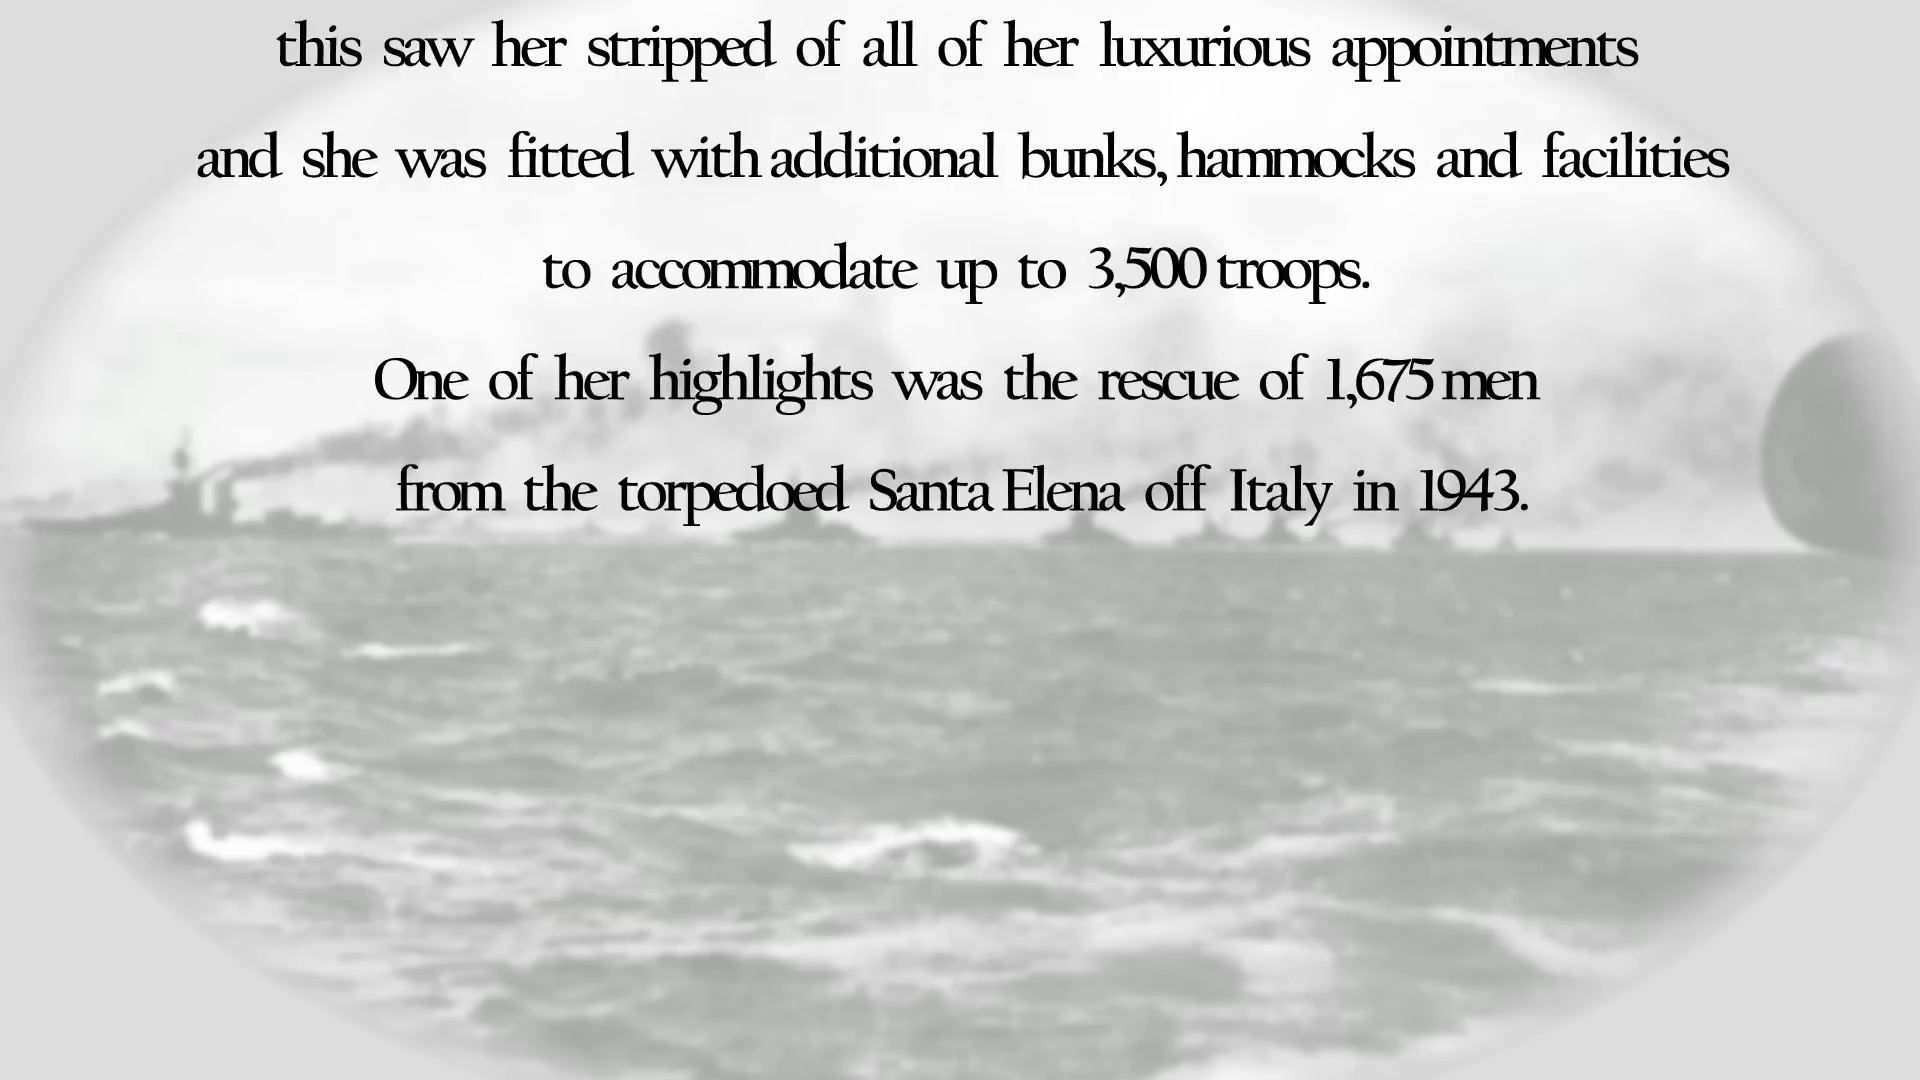 this saw her stripped of all of her luxurious appointments
and she was fitted with additional bunks, hammocks and facilities
to accommodate up to 3,500 troops.
One of her highlights was the rescue of 1,675 men
from the torpedoed Santa Elena off Italy in 1943.